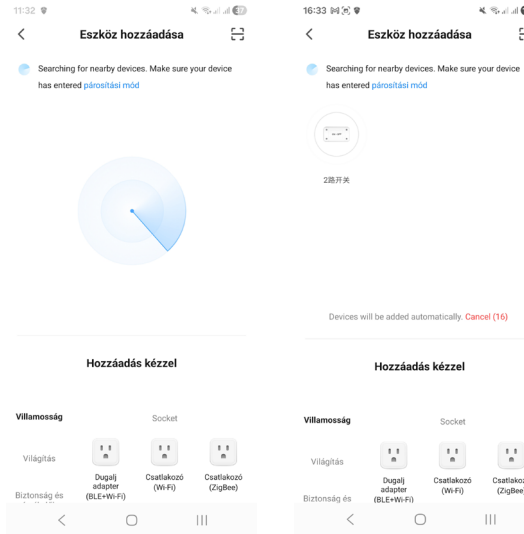 11:32
37
Eszköz hozzáadása
Searching for nearby devices. Make sure your device
has entered párosítási mód
Hozzáadás kézzel
Villamosság
Socket
Világítás
Dugalj
adapter
(BLE+Wi-Fi)
Csatlakozó
(Wi-Fi)
Csatlakozó
(ZigBee)
Biztonság és
16:33
Eszköz hozzáadása
Searching for nearby devices. Make sure your device
has entered párosítási mód
2路开关
Devices will be added automatically. Cancel (16)
Hozzáadás kézzel
Villamosság
Socket
Világítás
Dugalj
adapter
(BLE+Wi-Fi)
Csatlakozó
(Wi-Fi)
Csatlakozó
(ZigBee)
Biztonság és